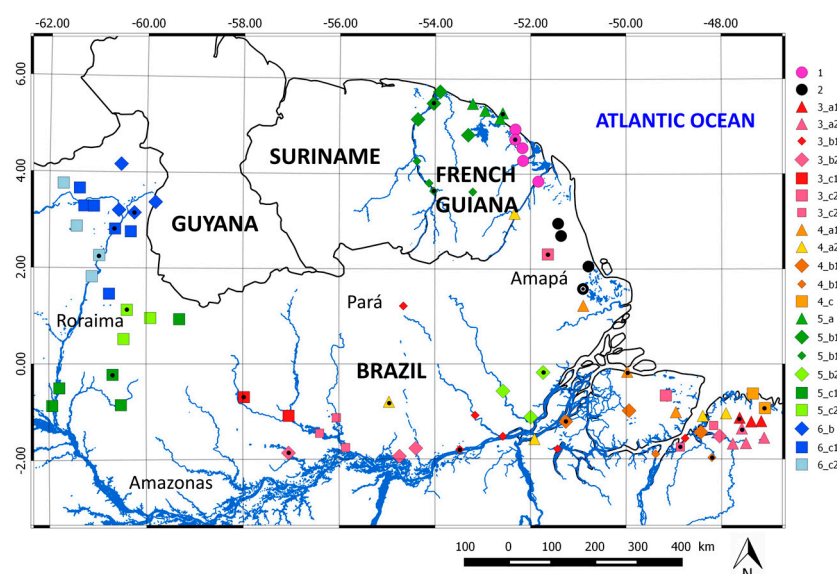 -62.00 -60.00 -58.00 -56.00 -54.00 -52.00 -50.00 -48.00
6.00
4.00
2.00
0.00
-2.00
ATLANTIC OCEAN
SURINAME
FRENCH
GUIANA
GUYANA
Amapá
Pará
Roraima
BRAZIL
Amazonas
1
2
3_a1
3_a2
3_b1
3_b2
3_c1
3_c2
3_c2
4_a1
4_a2
4_b1
4_b1
4_c
5_a
5_b1
5_b1
5_b2
5_c1
5_c2
6_b
6_c1
6_c2
100 0 100 200 300 400 km
N